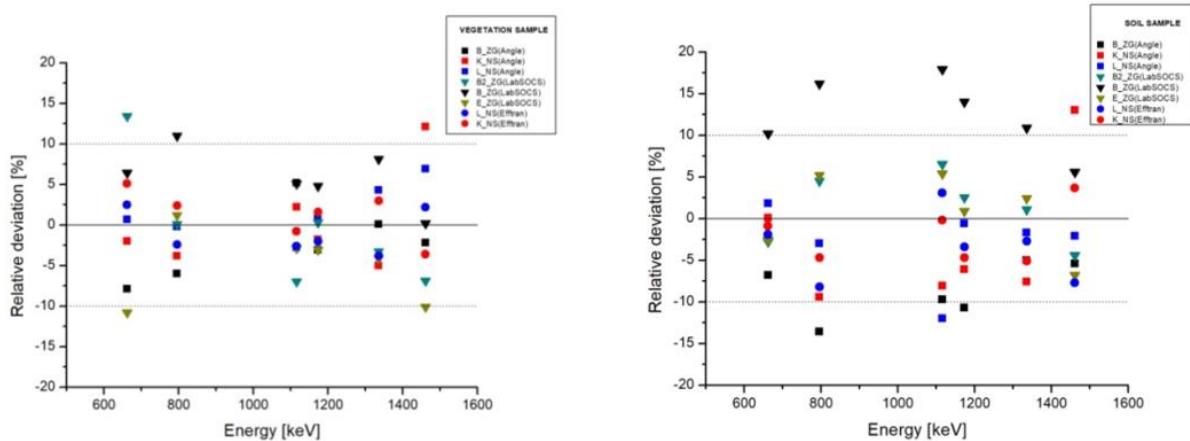 VEGETATION SAMPLE
B_ZG(Angle)
K_NS(Angle)
L_NS(Angle)
B2_ZG(LabSOCS)
B_ZG(LabSOCS)
E_ZG(LabSOCS)
L_NS(Efftran)
K_NS(Efftran)
20
15
10
5
0
-5
-10
-15
-20
Relative deviation [%]
600 800 1000 1200 1400 1600
Energy [keV]
SOIL SAMPLE
B_ZG(Angle)
K_NS(Angle)
L_NS(Angle)
B2_ZG(LabSOCS)
B_ZG(LabSOCS)
E_ZG(LabSOCS)
L_NS(Efftran)
K_NS(Efftran)
20
15
10
5
0
-5
-10
-15
-20
Relative deviation [%]
600 800 1000 1200 1400 1600
Energy [keV]